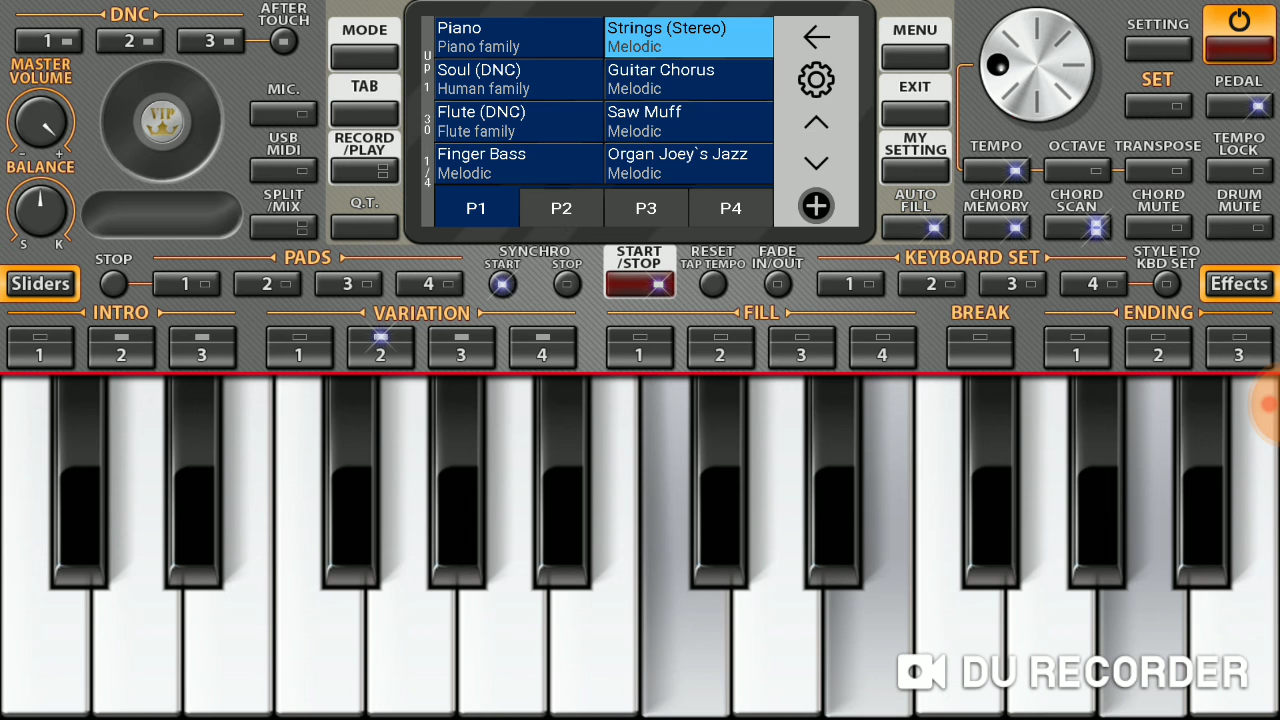 DNC
1
2
3
AFTER
TOUCH
MASTER
VOLUME
BALANCE
S
K
VIP
MIC.
USB
MIDI
SPLIT
/MIX
MODE
TAB
RECORD
/PLAY
Q.T.
Up 1
30
1/4
Piano
Piano family
Strings (Stereo)
Melodic
Soul (DNC)
Human family
Guitar Chorus
Melodic
Flute (DNC)
Flute family
Saw Muff
Melodic
Finger Bass
Melodic
Organ Joey`s Jazz
Melodic
P1
P2
P3
P4
MENU
EXIT
MY
SETTING
AUTO
FILL
SETTING
SET
PEDAL
TEMPO
OCTAVE
TRANSPOSE
TEMPO
LOCK
CHORD
MEMORY
CHORD
SCAN
CHORD
MUTE
DRUM
MUTE
Sliders
STOP
PADS
1
2
3
4
SYNCHRO
START
STOP
START
/STOP
RESET
TAP TEMPO
FADE
IN/OUT
KEYBOARD SET
1
2
3
4
STYLE TO
KBD SET
Effects
INTRO
1
2
3
VARIATION
1
2
3
4
FILL
1
2
3
4
BREAK
ENDING
1
2
3
DU RECORDER